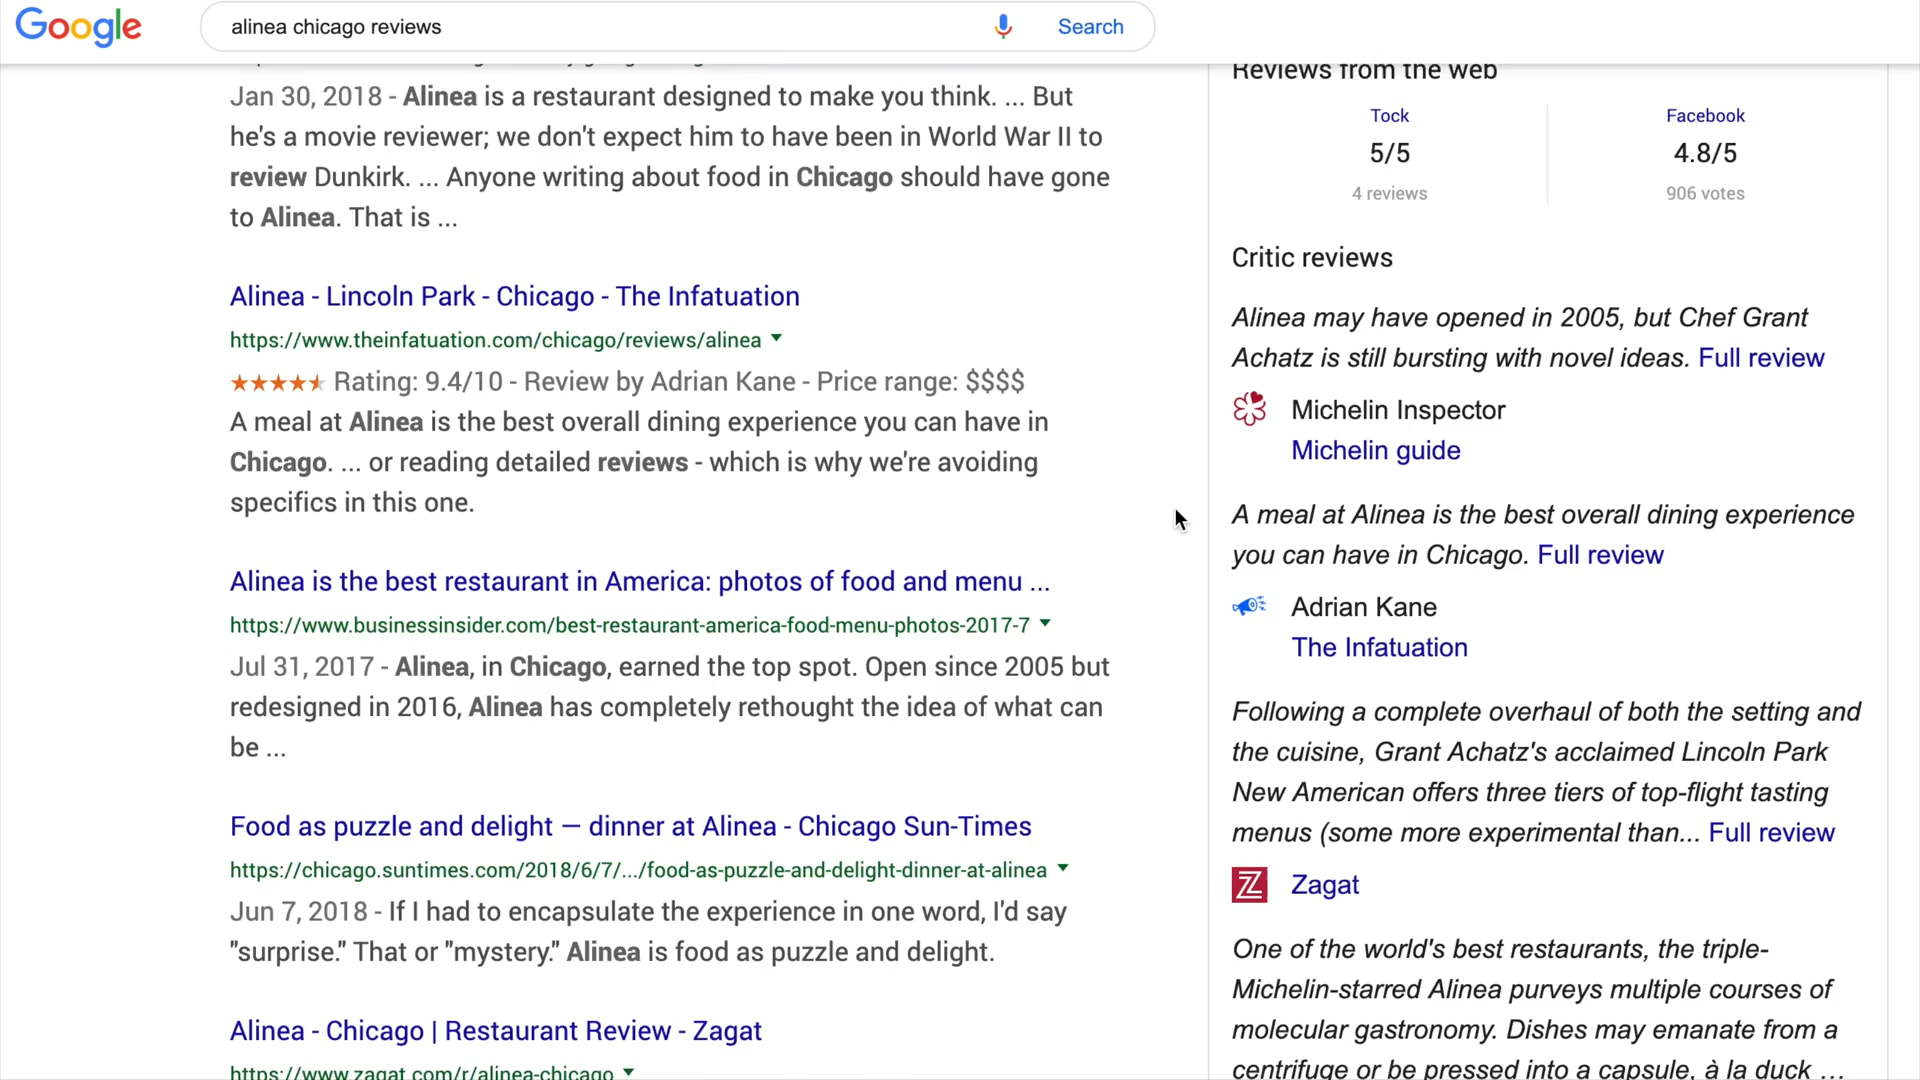 Google
alinea chicago reviews
Search
Jan 30, 2018 - Alinea is a restaurant designed to make you think. ... But
he's a movie reviewer; we don't expect him to have been in World War II to
review Dunkirk. ... Anyone writing about food in Chicago should have gone
to Alinea. That is ...
Alinea - Lincoln Park - Chicago - The Infatuation
https://www.theinfatuation.com/chicago/reviews/alinea
Rating: 9.4/10 - Review by Adrian Kane - Price range: $$$$
A meal at Alinea is the best overall dining experience you can have in
Chicago. ... or reading detailed reviews - which is why we're avoiding
specifics in this one.
Alinea is the best restaurant in America: photos of food and menu ...
https://www.businessinsider.com/best-restaurant-america-food-menu-photos-2017-7
Jul 31, 2017 - Alinea, in Chicago, earned the top spot. Open since 2005 but
redesigned in 2016, Alinea has completely rethought the idea of what can
be ...
Food as puzzle and delight — dinner at Alinea - Chicago Sun-Times
https://chicago.suntimes.com/2018/6/7/.../food-as-puzzle-and-delight-dinner-at-alinea
Jun 7, 2018 - If I had to encapsulate the experience in one word, I'd say
"surprise." That or "mystery." Alinea is food as puzzle and delight.
Alinea - Chicago | Restaurant Review - Zagat
https://www.zagat.com/r/alinea-chicago
Reviews from the web
Tock
5/5
4 reviews
Facebook
4.8/5
906 votes
Critic reviews
Alinea may have opened in 2005, but Chef Grant
Achatz is still bursting with novel ideas. Full review
Michelin Inspector
Michelin guide
A meal at Alinea is the best overall dining experience
you can have in Chicago. Full review
Adrian Kane
The Infatuation
Following a complete overhaul of both the setting and
the cuisine, Grant Achatz's acclaimed Lincoln Park
New American offers three tiers of top-flight tasting
menus (some more experimental than... Full review
Z
Zagat
One of the world's best restaurants, the triple-
Michelin-starred Alinea purveys multiple courses of
molecular gastronomy. Dishes may emanate from a
centrifuge or be pressed into a capsule, à la duck ...